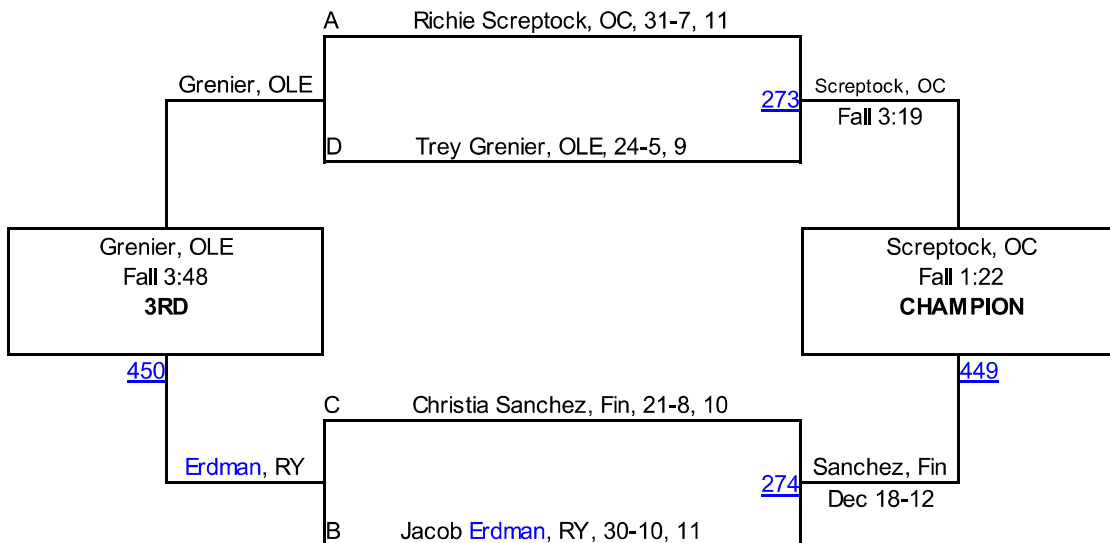 A Richie Screptock, OC, 31-7, 11
Grenier, OLE
273
Screptock, OC
Fall 3:19
D Trey Grenier, OLE, 24-5, 9
Grenier, OLE
Fall 3:48
3RD
Screptock, OC
Fall 1:22
CHAMPION
450
449
C Christia Sanchez, Fin, 21-8, 10
Erdman, RY
274
Sanchez, Fin
Dec 18-12
B Jacob Erdman, RY, 30-10, 11